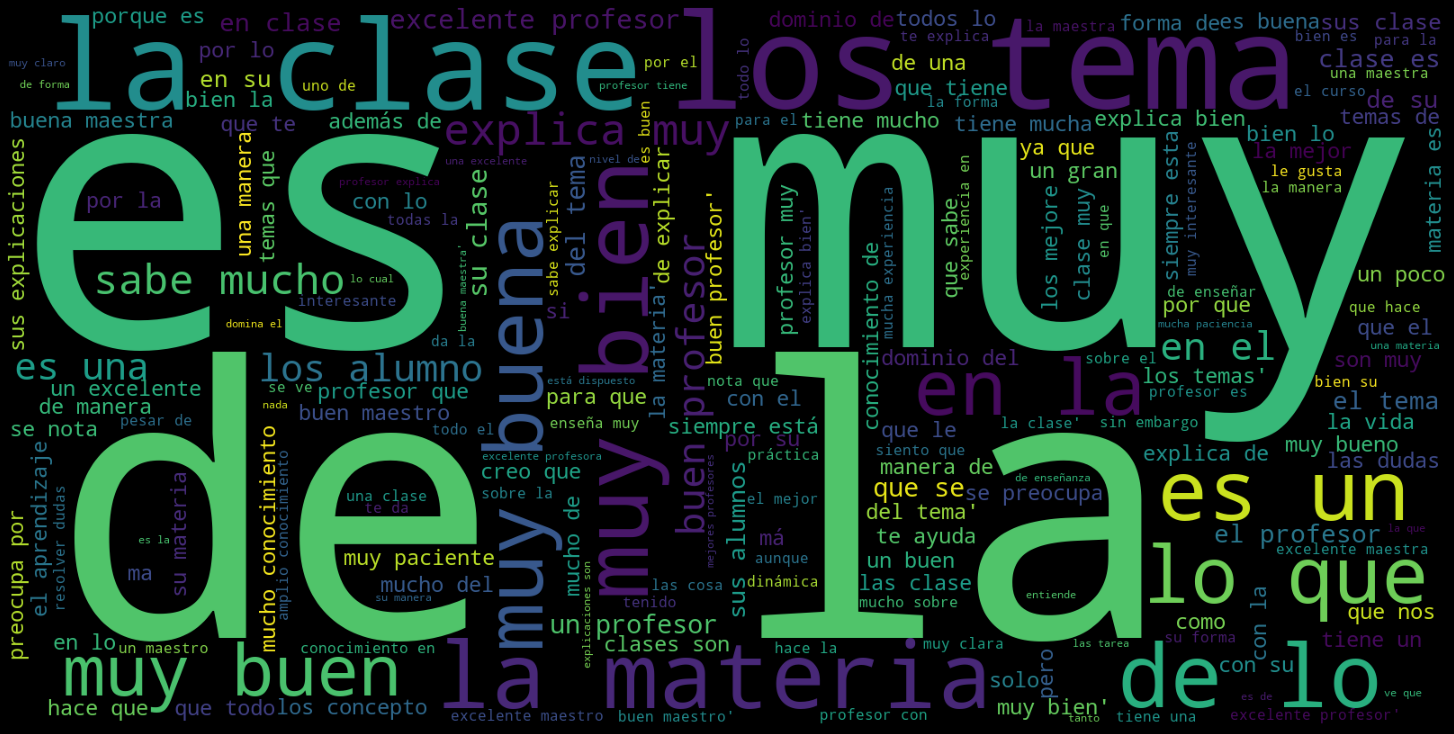 porque es
en clase
excelente profesor
dominio de
todos lo
la maestra
forma de
es buena
sus clase
la clase
los tema
te explica
bien es
para la
muy claro
de forma
por lo
en su
bien la
uno de
por el
profesor tiene
todo lo
de una
que tiene
la forma
clase es
una maestra
el curso
de su
buena maestra
que te
además de
explica muy
para el
tiene mucho
tiene mucha
explica bien
temas de
es
muy
sus explicaciones
por la
una manera
temas que
una excelente
profesor explica
con lo
todas la
sabe mucho
lo cual
interesante
domina el
su clase
buena maestra'
da la
muy buena
sabe explicar
del tema
si
nivel de
es buen
muy bien
de explicar
buen profesor
buen profesor'
la materia'
profesor muy
explica bien'
conocimiento de
mucha experiencia
que sabe
experiencia en
ya que
un gran
los mejore
clase muy
en que
siempre esta
muy interesante
bien lo
la mejor
le gusta
la manera
materia es
un poco
de enseñar
por que
que hace
que el
mucha paciencia
una materia
en el
son muy
es una
los alumno
un excelente
de manera
se nota
se ve
nada
profesor que
buen maestro
pesar de
todo el
está dispuesto
para que
enseña muy
nota que
con el
siempre está
dominio del
en la
sobre el
los temas'
profesor es
bien su
el tema
la vida
muy bueno
de
la
preocupa por
el aprendizaje
resolver dudas
es la
su materia
ma
mucho conocimiento
amplio conocimiento
una clase
te da
muy paciente
mucho del
su manera
excelente profesora
creo que
sobre la
mucho de
explicaciones son
un profesor
por su
práctica
mejores profesores
sus alumnos
el mejor
má
aunque
dinámica
las cosa
tenido
que le
la clase'
sin embargo
siento que
manera de
explica de
las dudas
que se
se preocupa
de enseñanza
del tema'
te ayuda
un buen
las clase
mucho sobre
entiende
es un
el profesor
la que
excelente maestra
lo que
como
que nos
en lo
un maestro
conocimiento en
clases son
hace la
muy clara
las tarea
su forma
con la
tiene un
muy buen
la materia
solo
pero
de lo
con su
hace que
que todo
los concepto
excelente maestro
buen maestro'
profesor con
muy bien'
tanto
tiene una
es de
ve que
excelente profesor'